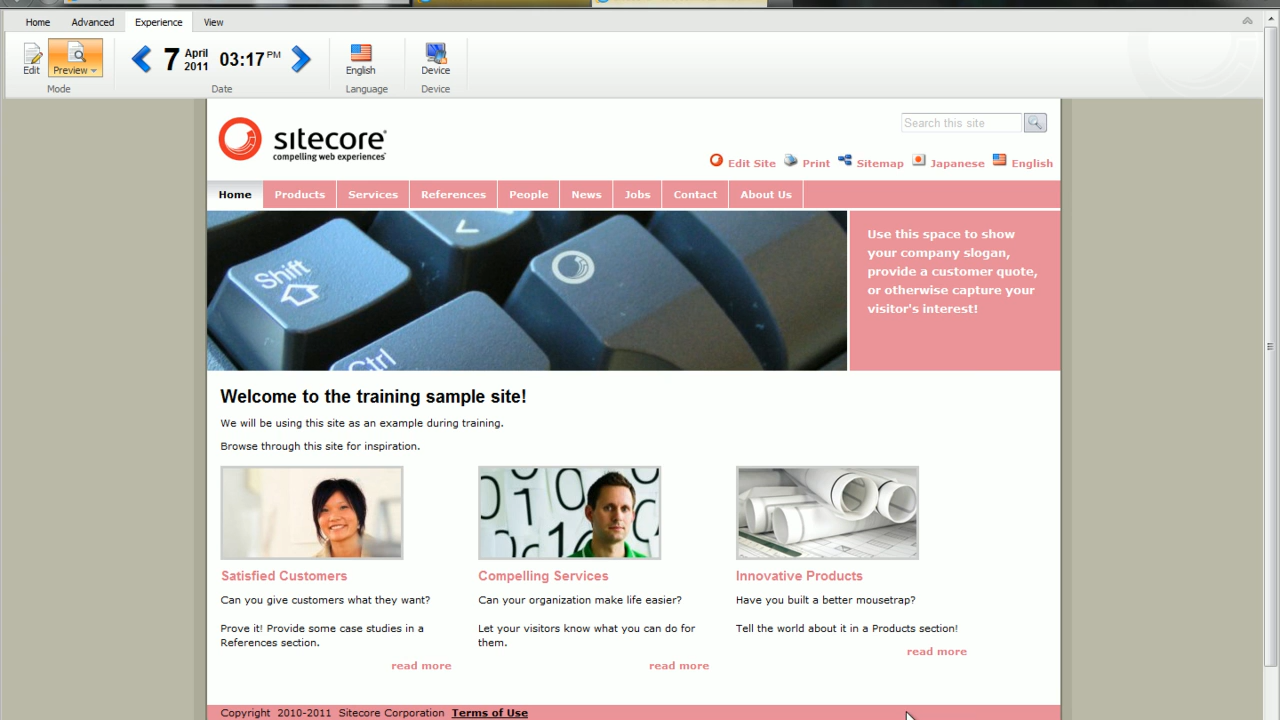 Home Advanced Experience View
Edit Preview 7 April 2011 03:17 PM English Device
Mode Date Language Device
sitecore®
compelling web experiences®
Search this site
Edit Site Print Sitemap Japanese English
Home Products Services References People News Jobs Contact About Us
Shift
<
Ctrl
Use this space to show
your company slogan,
provide a customer quote,
or otherwise capture your
visitor's interest!
Welcome to the training sample site!
We will be using this site as an example during training.
Browse through this site for inspiration.
Satisfied Customers
Can you give customers what they want?
Prove it! Provide some case studies in a
References section.
read more
Compelling Services
Can your organization make life easier?
Let your visitors know what you can do for
them.
read more
Innovative Products
Have you built a better mousetrap?
Tell the world about it in a Products section!
read more
Copyright 2010-2011 Sitecore Corporation Terms of Use